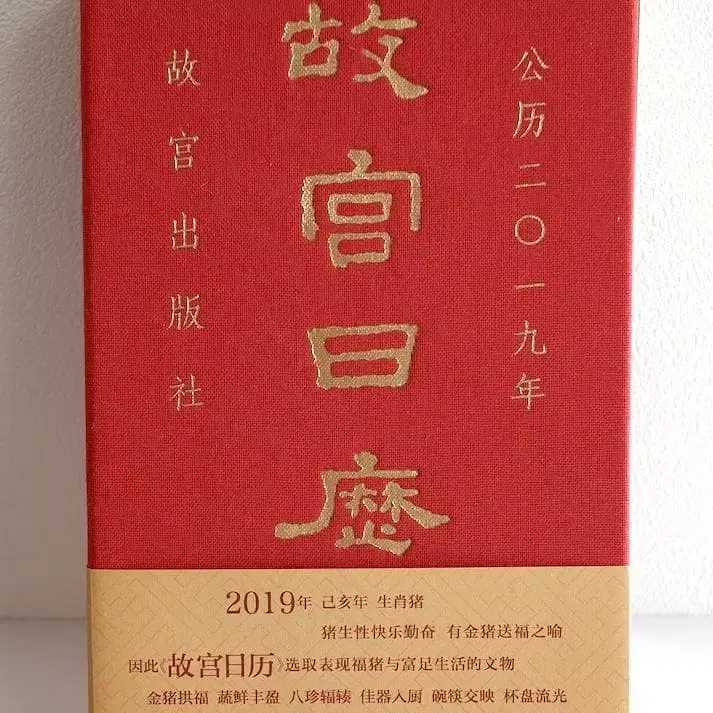 公历二〇一九年
故宫日历
故宫出版社
2019年 己亥年 生肖猪
猪生性快乐勤奋 有金猪送福之喻
因此《故宫日历》选取表现福猪与富足生活的文物
金猪拱福 蔬鲜丰盈 八珍辐辏 佳器入厨 碗筷交映 杯盘流光